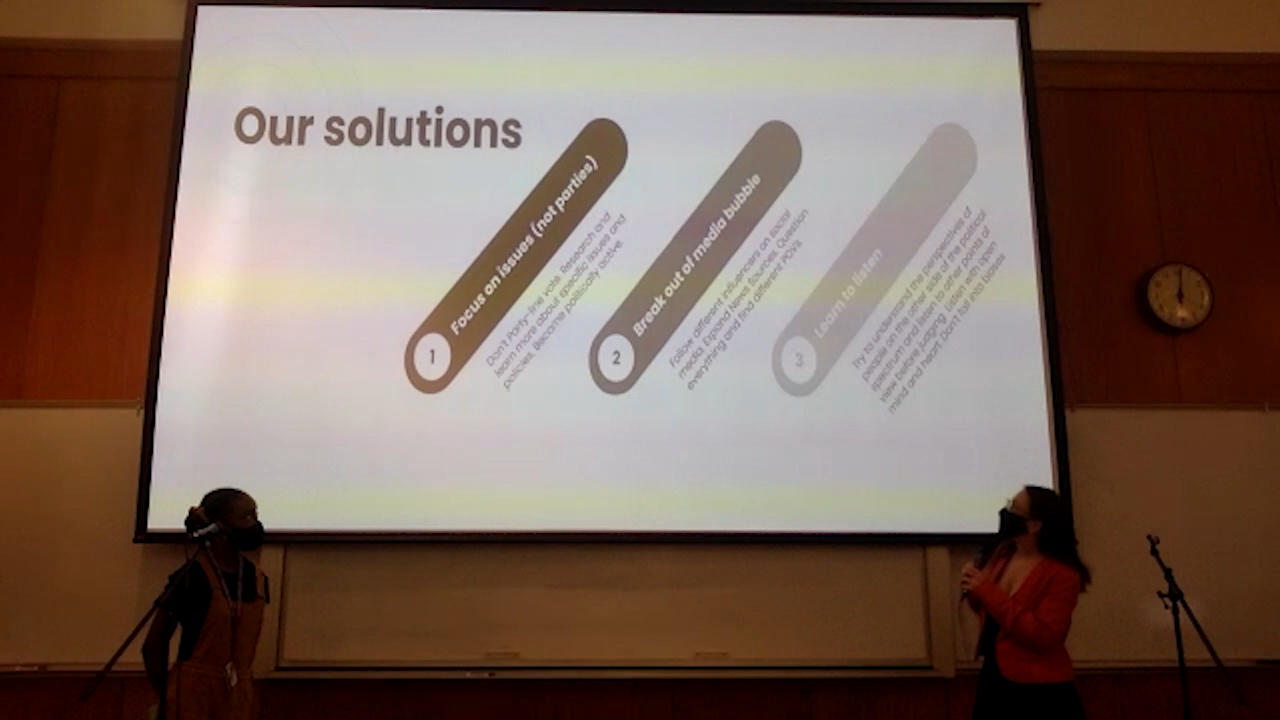 Our solutions
1
Focus on issues (not parties)
Don't Party-line vote. Research and
learn more about specific issues and
policies. Become politically active.
2
Break out of media bubble
Follow different influencers on social
media. Expand News Sources. Question
everything and find different POVs
3
Learn to listen
Try to understand the perspectives of
people on the other side of the political
spectrum and listen to other points of
view before judging. Listen with open
mind and heart. Don't fall into biases